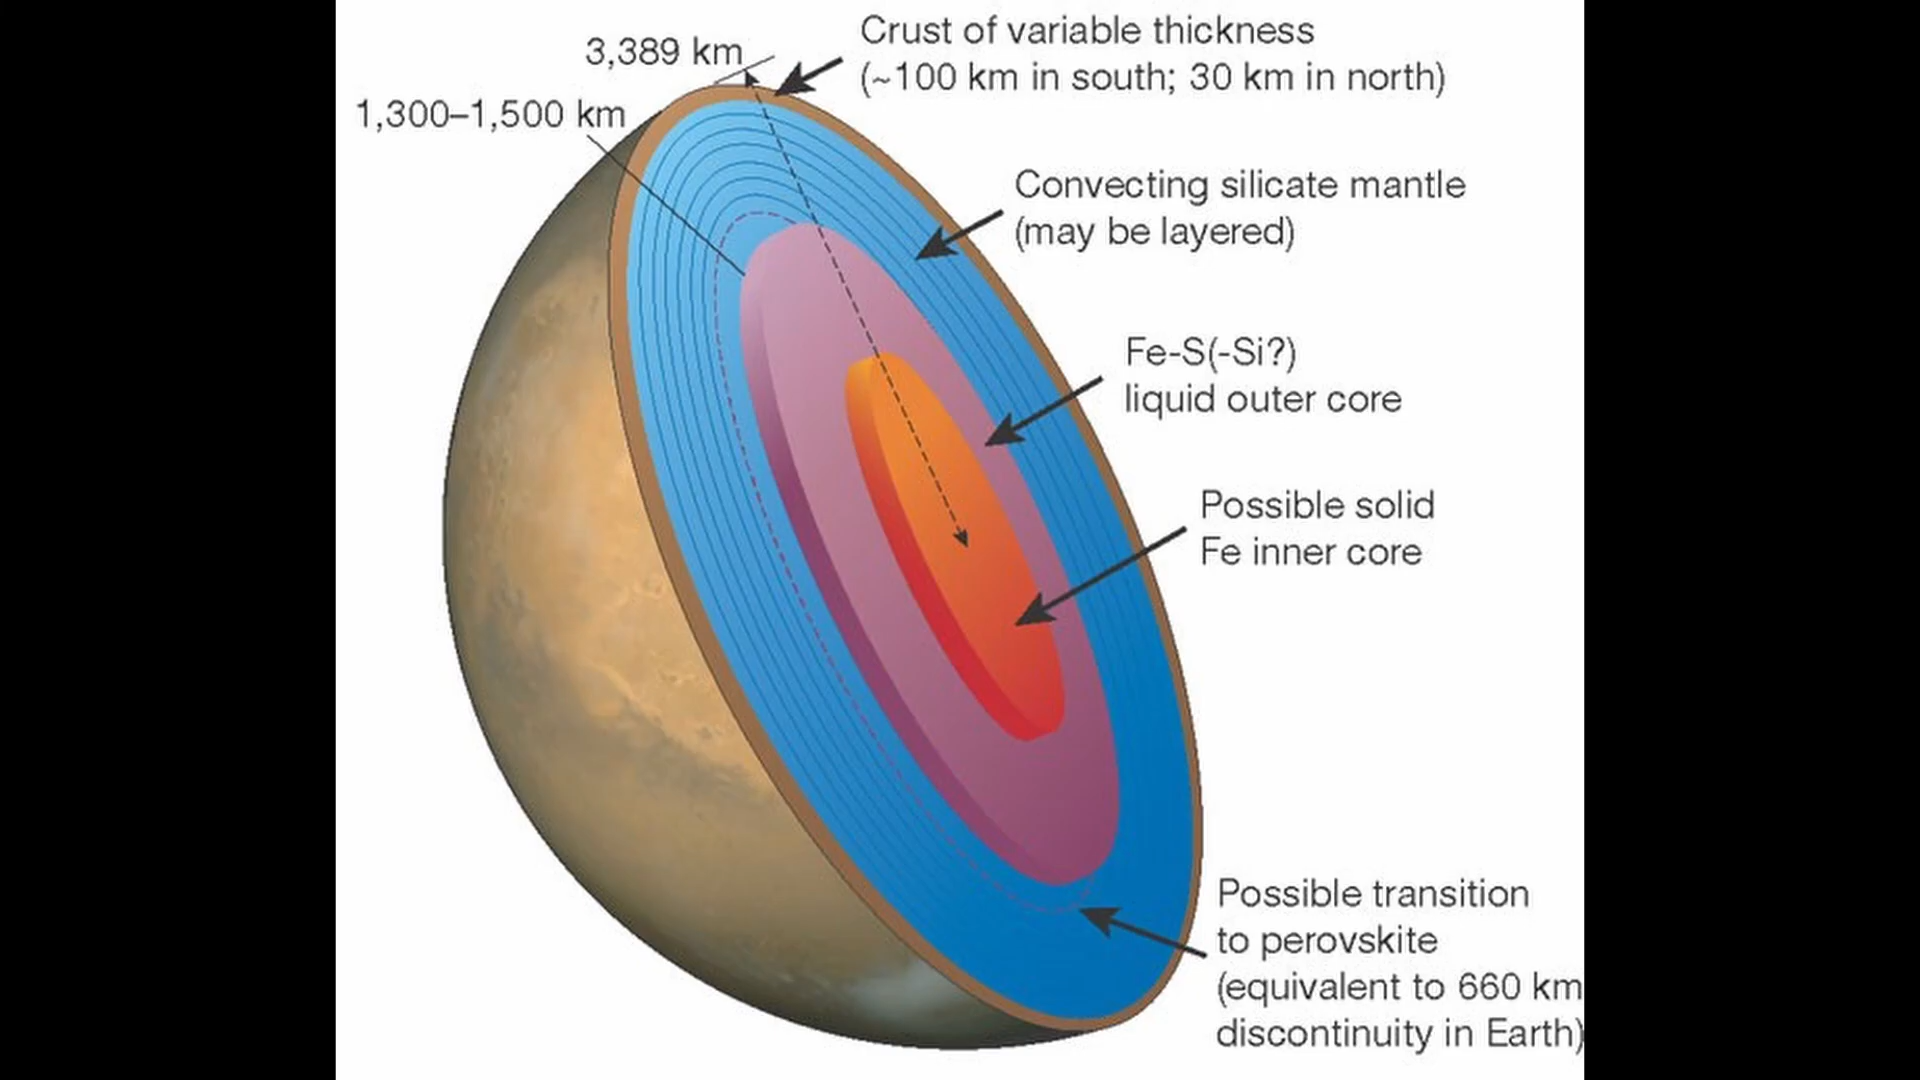 3,389 km
1,300–1,500 km
Crust of variable thickness
(~100 km in south; 30 km in north)
Convecting silicate mantle
(may be layered)
Fe-S(-Si?)
liquid outer core
Possible solid
Fe inner core
Possible transition
to perovskite
(equivalent to 660 km
discontinuity in Earth)